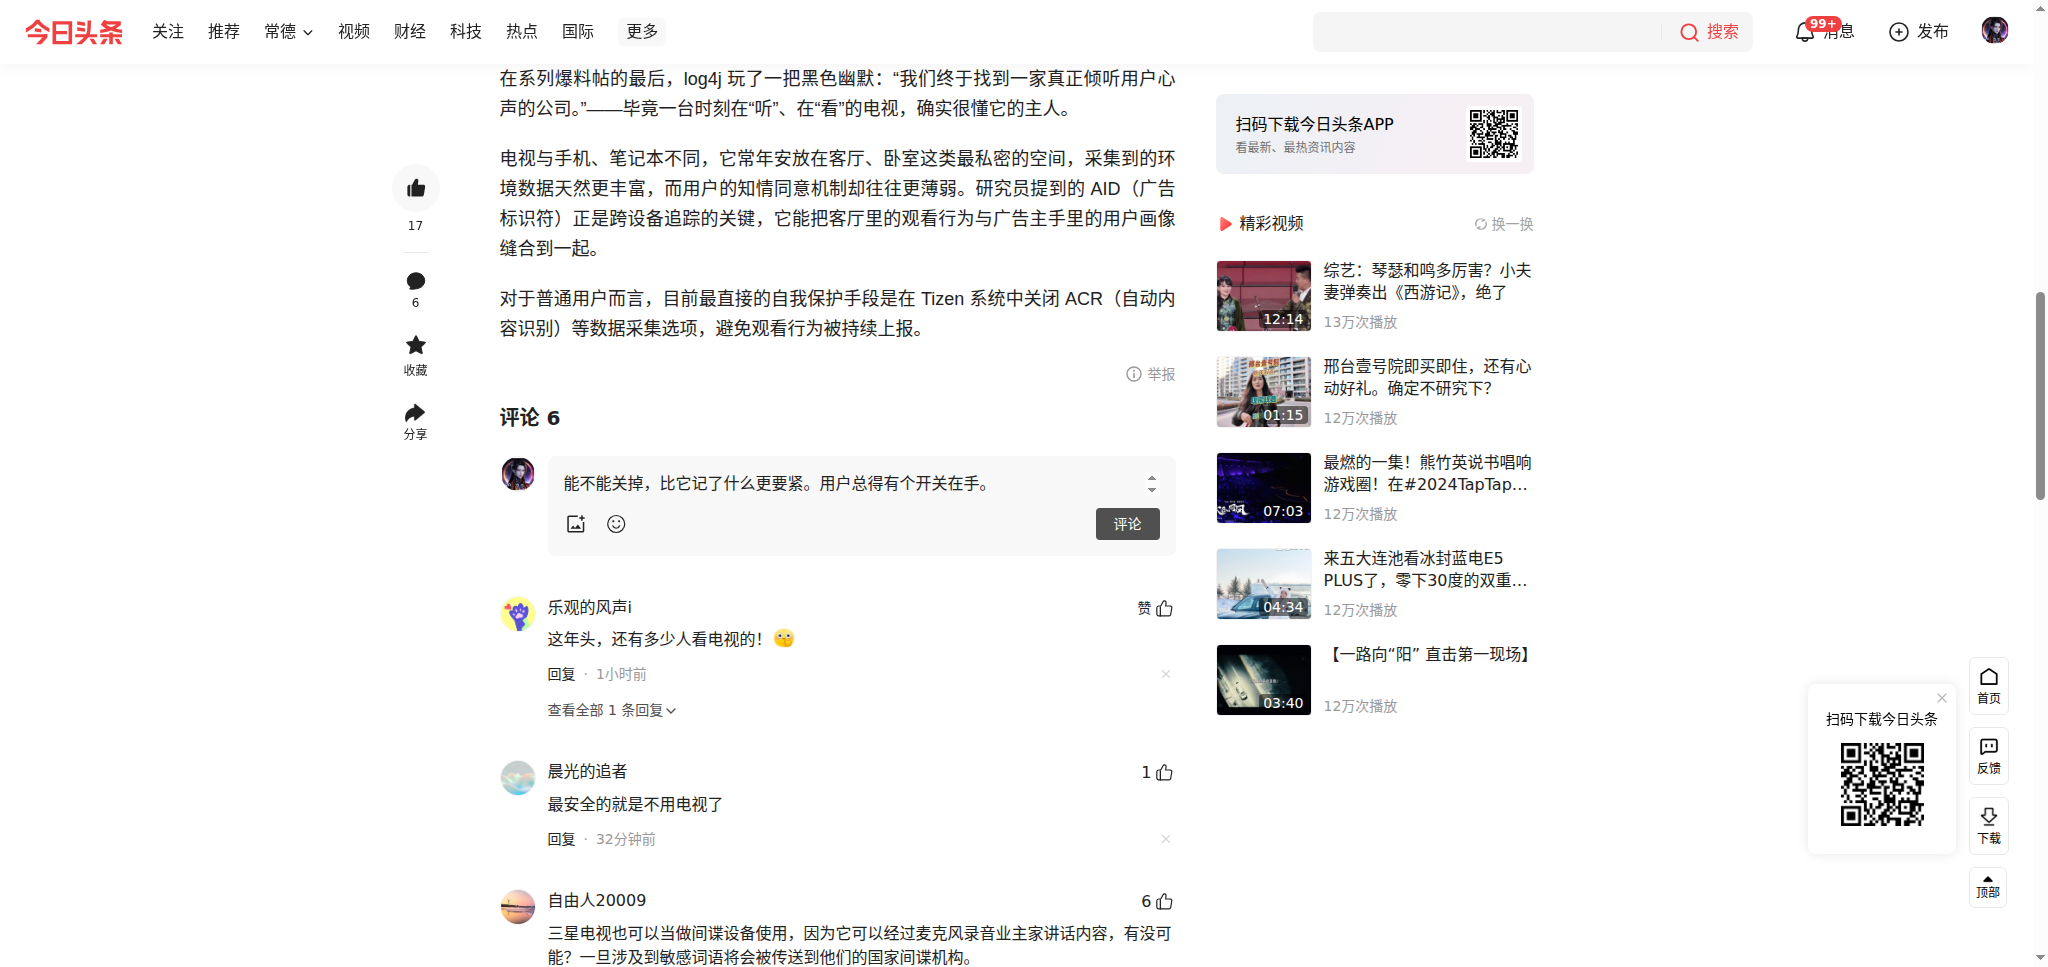 今日头条
关注 推荐 常德 视频 财经 科技 热点 国际 更多
搜索
99+
消息
发布
在系列爆料帖的最后，log4j 玩了一把黑色幽默：“我们终于找到一家真正倾听用户心
声的公司。”——毕竟一台时刻在“听”、在“看”的电视，确实很懂它的主人。
电视与手机、笔记本不同，它常年安放在客厅、卧室这类最私密的空间，采集到的环
境数据天然更丰富，而用户的知情同意机制却往往更薄弱。研究员提到的 AID（广告
标识符）正是跨设备追踪的关键，它能把客厅里的观看行为与广告主手里的用户画像
缝合到一起。
对于普通用户而言，目前最直接的自我保护手段是在 Tizen 系统中关闭 ACR（自动内
容识别）等数据采集选项，避免观看行为被持续上报。
举报
17
6
收藏
分享
评论 6
能不能关掉，比它记了什么更要紧。用户总得有个开关在手。
评论
乐观的风声i
赞
这年头，还有多少人看电视的！
回复 · 1小时前
查看全部 1 条回复
晨光的追者
1
最安全的就是不用电视了
回复 · 32分钟前
自由人20009
6
三星电视也可以当做间谍设备使用，因为它可以经过麦克风录音业主家讲话内容，有没可
能？一旦涉及到敏感词语将会被传送到他们的国家间谍机构。
扫码下载今日头条APP
看最新、最热资讯内容
精彩视频
换一换
12:14
综艺：琴瑟和鸣多厉害？小夫
妻弹奏出《西游记》，绝了
13万次播放
01:15
邢台壹号院即买即住，还有心
动好礼。确定不研究下？
12万次播放
07:03
最燃的一集！熊竹英说书唱响
游戏圈！在#2024TapTap...
12万次播放
04:34
来五大连池看冰封蓝电E5
PLUS了，零下30度的双重...
12万次播放
03:40
【一路向“阳” 直击第一现场】
12万次播放
扫码下载今日头条
首页
反馈
下载
顶部